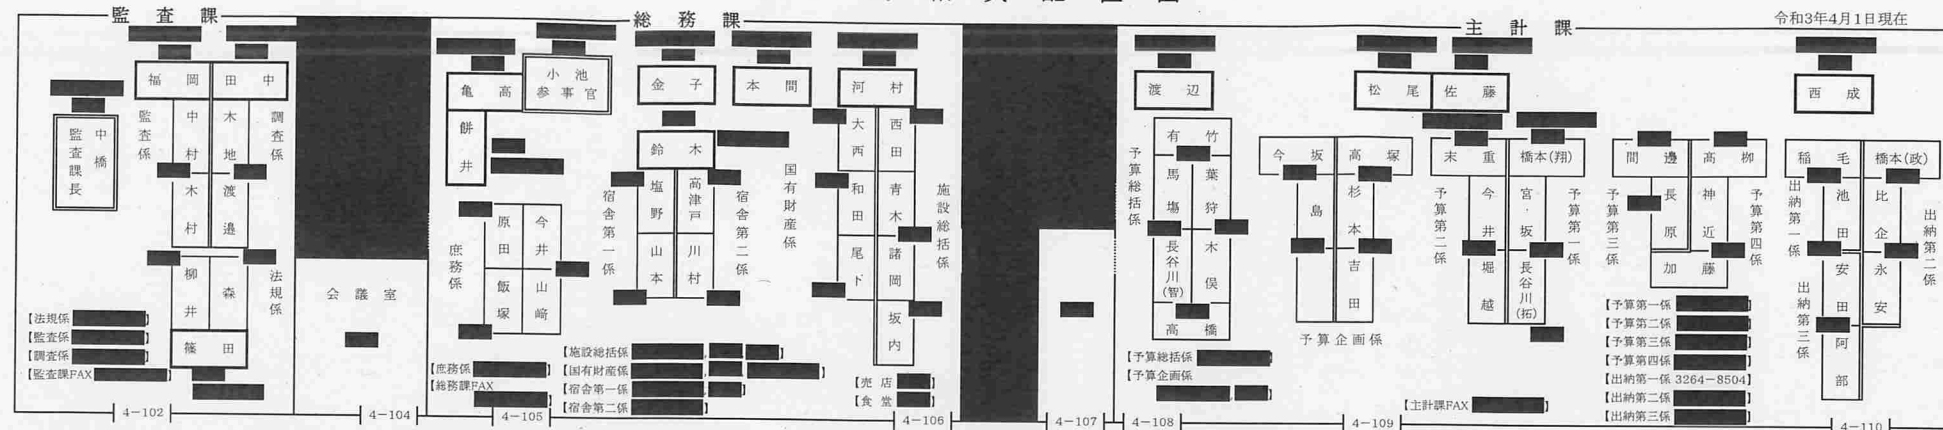 監査課
総務課
主計課
令和3年4月1日現在
中橋
監査課長
福岡
田中
監査係
中村
木村
木地
渡邉
調査係
柳井
森
法規係
篠田
【法規係 】
【監査係 】
【調査係 】
【監査課FAX 】
4-102
会議室
4-104
亀高
小池
参事官
餅井
庶務係
原田
今井
飯塚
山﨑
【庶務係 】
【総務課FAX
】
4-105
金子
本間
鈴木
宿舎第一係
塩野
高津戸
山本
川村
宿舎第二係
国有財産係
河村
大西
西田
和田
青木
尾下
諸岡
坂内
施設総括係
【施設総括係 , 】
【国有財産係 , 】
【宿舎第一係 , 】
【宿舎第二係 】
【売店 】
【食堂 】
4-106
4-107
渡辺
予算総括係
有竹
馬場
葉狩
長谷川(智)
木俣
高橋
【予算総括係 】
【予算企画係
, 】
4-108
松尾
佐藤
今坂
高塚
島
杉本
吉田
予算企画係
末重
橋本(翔)
予算第二係
今井
宮坂
堀越
長谷川(拓)
予算第一係
【主計課FAX 】
4-109
間邊
髙栁
予算第三係
長原
神近
加藤
予算第四係
【予算第一係 】
【予算第二係 】
【予算第三係 】
【予算第四係 】
【出納第一係 3264-8504】
【出納第二係 】
【出納第三係 】
西成
稲毛
橋本(政)
出納第一係
池田
比企
安田
永安
阿部
出納第二係
出納第三係
4-110